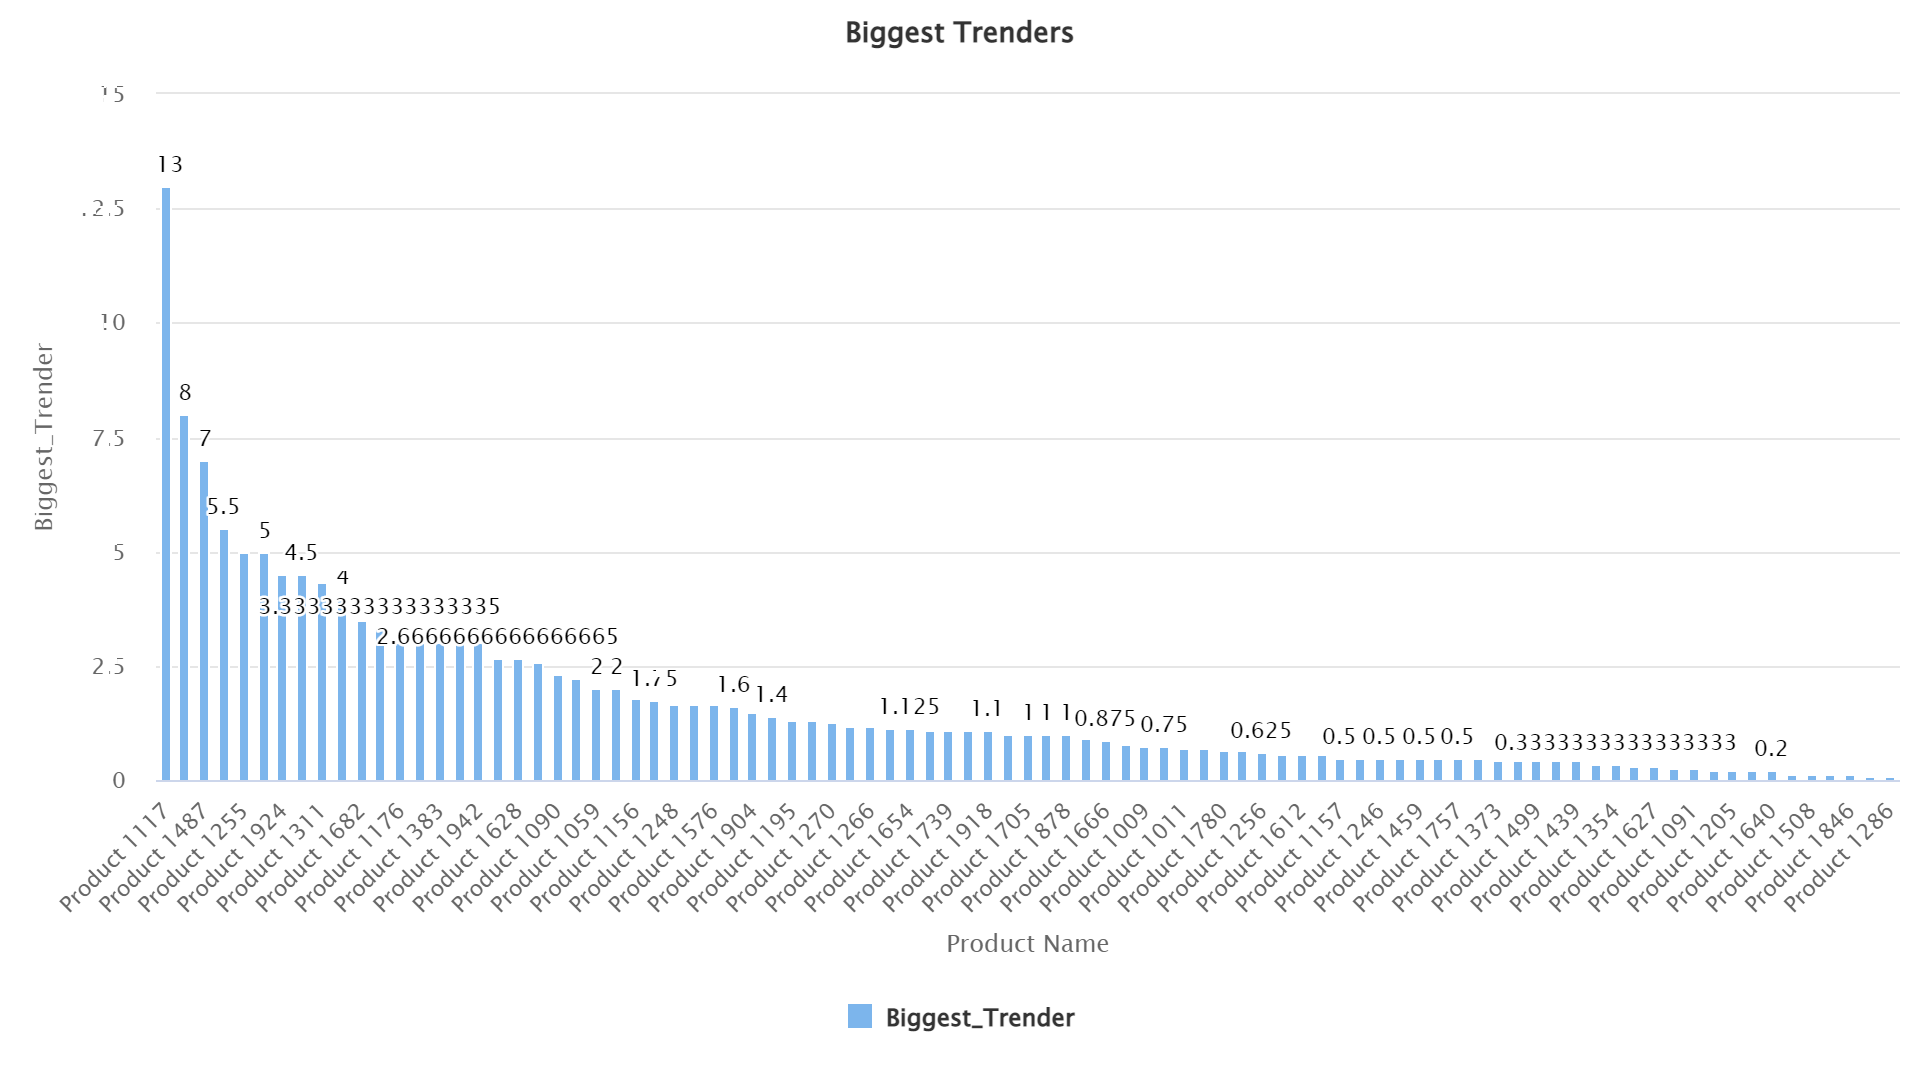 Biggest Trenders
15
12.5
10
7.5
5
2.5
0
Biggest_Trender
13
8
7
5.5
5
4.5
4
3.3333333333333335
2.6666666666666665
2 2
1.75
1.6
1.4
1.125
1.1
1 1 1
0.875
0.75
0.625
0.5 0.5 0.5 0.5
0.3333333333333333
0.2
Product 1117
Product 1487
Product 1255
Product 1924
Product 1311
Product 1682
Product 1176
Product 1383
Product 1942
Product 1628
Product 1090
Product 1059
Product 1156
Product 1248
Product 1576
Product 1904
Product 1195
Product 1270
Product 1266
Product 1654
Product 1739
Product 1918
Product 1705
Product 1878
Product 1666
Product 1009
Product 1011
Product 1780
Product 1256
Product 1612
Product 1157
Product 1246
Product 1459
Product 1757
Product 1373
Product 1499
Product 1439
Product 1354
Product 1627
Product 1091
Product 1205
Product 1640
Product 1508
Product 1846
Product 1286
Product Name
Biggest_Trender